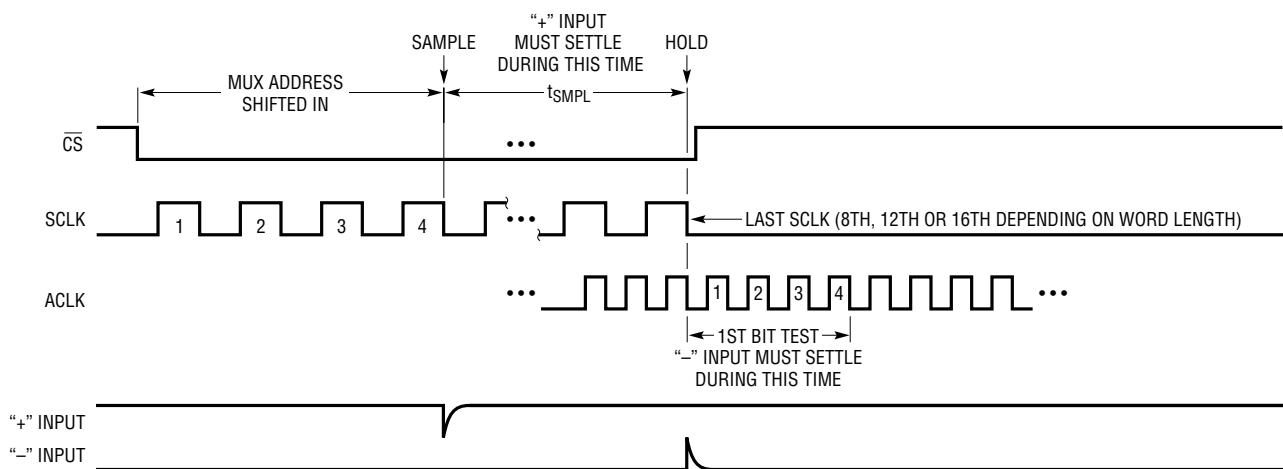 "+" INPUT
MUST SETTLE
DURING THIS TIME
SAMPLE
HOLD
MUX ADDRESS
SHIFTED IN
tSMPL
CS
•••
SCLK
1
2
3
4
•••
LAST SCLK (8TH, 12TH OR 16TH DEPENDING ON WORD LENGTH)
ACLK
•••
1
2
3
4
•••
1ST BIT TEST
"–" INPUT MUST SETTLE
DURING THIS TIME
"+" INPUT
"–" INPUT